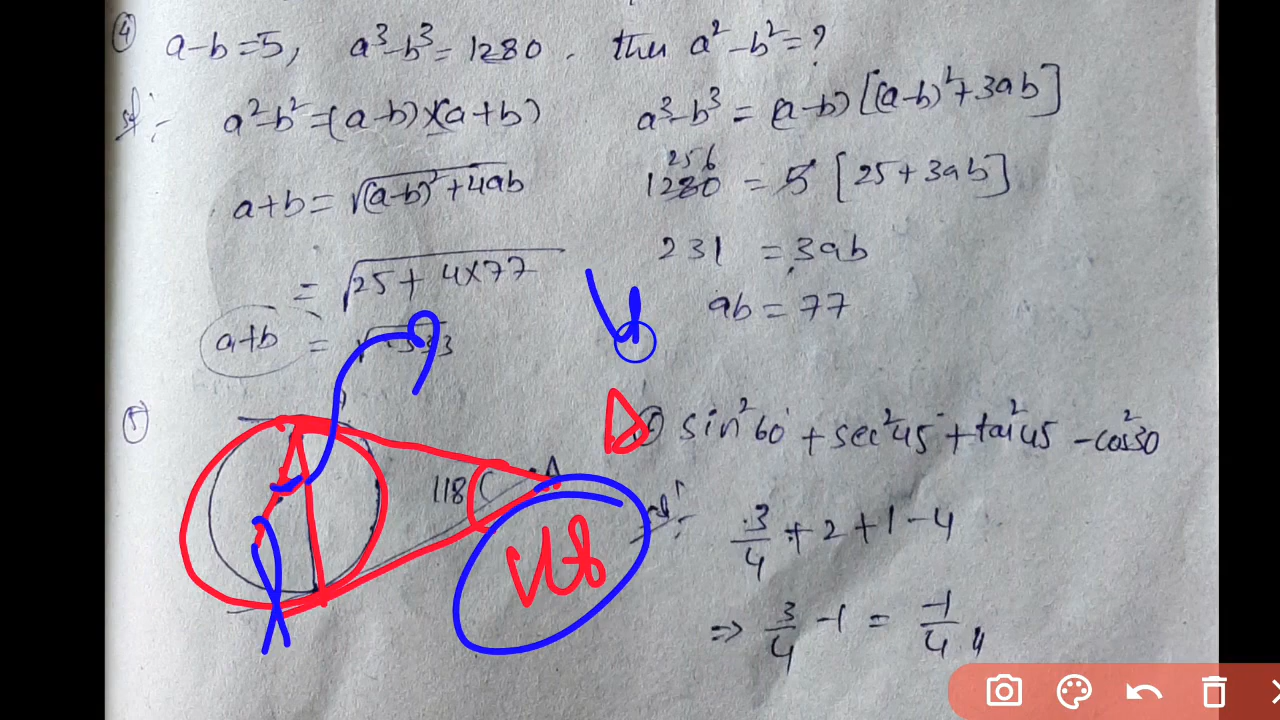 ④ a-b=5, a³-b³=1280. then a²-b²=?
a²-b²=(a-b)×(a+b)
a+b=√(a-b)²+4ab
=√25+4×77
a+b =
a³-b³=(a-b)[(a-b)²+3ab]
256
1280 = 5 [25+3ab]
231 = 3ab
ab=77
⑤
118
A
sin²60+sec²45+tan²45-cos²30
3/4+2+1-4
⇒ 3/4-1=-1/4